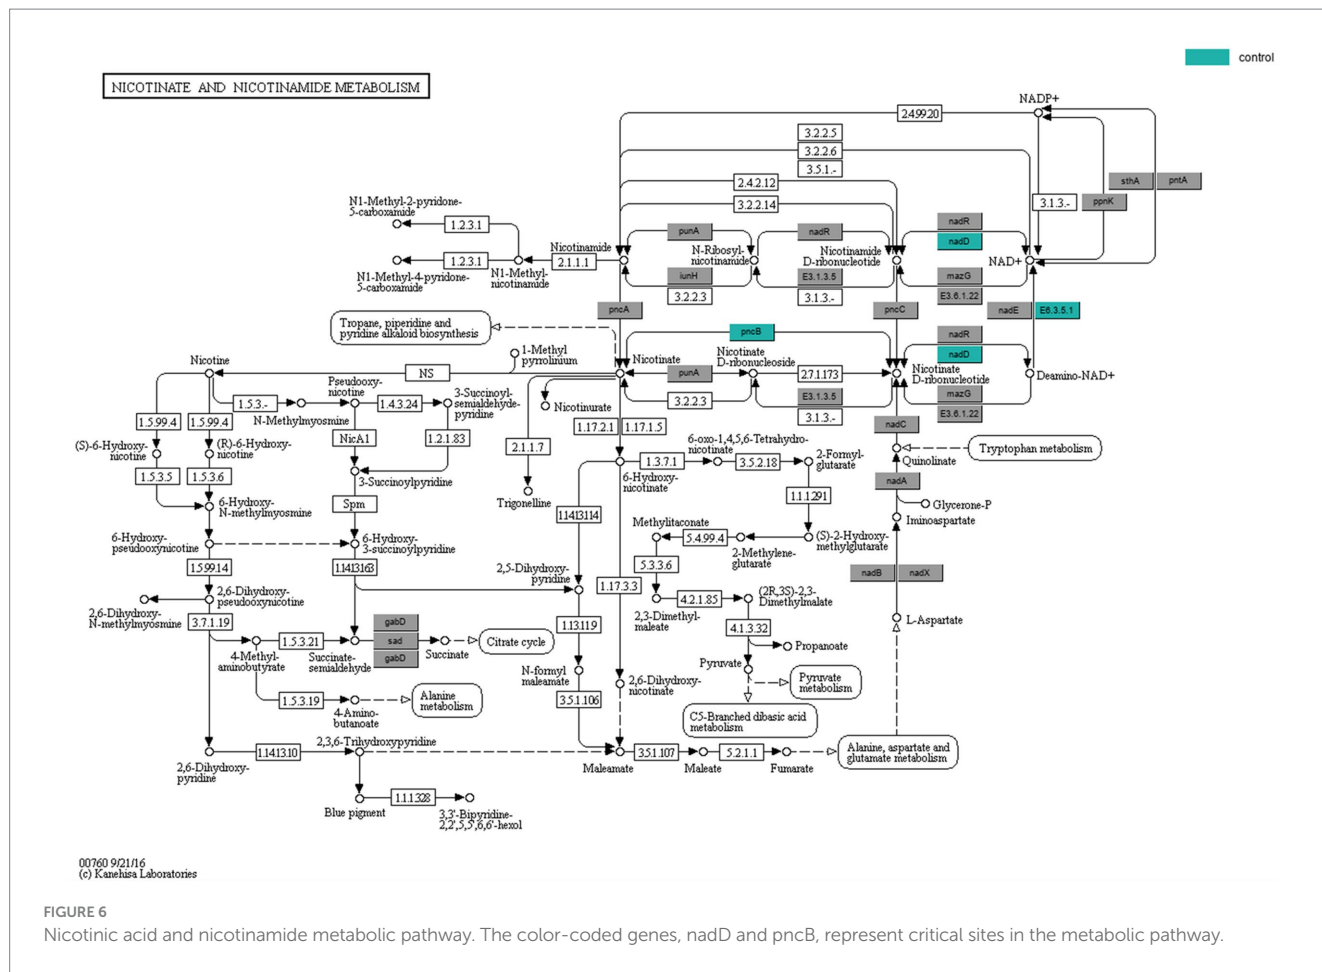 control
NICOTINATE AND NICOTINAMIDE METABOLISM
NADP+
2.4.99.20
3.2.2.5
3.2.2.6
3.5.1.-
2.4.2.12
3.2.2.14
sthA
pntA
3.1.3.-
ppnK
N1-Methyl-2-pyridone-
5-carboxamide
1.2.3.1
punA
nadR
nadR
nadD
Nicotinamide
N-Ribosyl-
nicotinamide
Nicotinamide
D-ribonucleotide
NAD+
1.2.3.1
2.1.1.1
N1-Methyl-4-pyridone-
5-carboxamide
N1-Methyl-
nicotinamide
iunH
3.2.2.3
E3.1.3.5
3.1.3.-
mazG
E3.6.1.22
pncA
pncC
nadE
E6.3.5.1
Tropane, piperidine and
pyridine alkaloid biosynthesis
pncB
nadR
nadD
Nicotine
NS
1-Methyl
pyrrolinium
Nicotinate
Nicotinate
D-ribonucleoside
Nicotinate
D-ribonucleotide
Deamino-NAD+
punA
2.7.1.173
3.2.2.3
E3.1.3.5
3.1.3.-
mazG
E3.6.1.22
Pseudooxy-
nicotine
1.5.3.-
N-Methylmyosmine
1.4.3.24
3-Succinoyl-
semialdehyde-
pyridine
Nicotinurate
1.5.99.4
1.5.99.4
(S)-6-Hydroxy-
nicotine
(R)-6-Hydroxy-
nicotine
NicA1
1.2.1.83
2.1.1.7
1.17.2.1
1.17.1.5
nadC
Quinolinate
Tryptophan metabolism
6-oxo-1,4,5,6-Tetrahydro-
nicotinate
2-Formyl-
glutarate
1.3.7.1
3.5.2.18
6-Hydroxy-
nicotinate
1.5.3.5
1.5.3.6
3-Succinoylpyridine
Trigonelline
nadA
Glycerone-P
Iminoaspartate
6-Hydroxy-
N-methylmyosmine
Spm
1.14.13.114
1.1.1.291
6-Hydroxy-
pseudooxynicotine
6-Hydroxy-
3-succinoylpyridine
Methylitaconate
5.4.99.4
2-Methylene-
glutarate
(S)-2-Hydroxy-
methylglutarate
1.5.99.14
1.14.13.163
2,5-Dihydroxy-
pyridine
1.17.3.3
5.3.3.6
nadB
nadX
2,6-Dihydroxy-
pseudooxynicotine
2,6-Dihydroxy-
N-methylmyosmine
2,3-Dimethyl-
maleate
4.2.1.85
(2R,3S)-2,3-
Dimethylmalate
L-Aspartate
3.7.1.19
1.13.11.9
4.1.3.32
Propanoate
4-Methyl-
aminobutyrate
1.5.3.21
Succinate-
semialdehyde
gabD
sad
gabD
Succinate
Citrate cycle
N-formyl
maleamate
2,6-Dihydroxy-
nicotinate
Pyruvate
Pyruvate
metabolism
1.5.3.19
4-Amino-
butanoate
Alanine
metabolism
3.5.1.106
C5-Branched dibasic acid
metabolism
1.14.13.10
2,6-Dihydroxy-
pyridine
2,3,6-Trihydroxypyridine
Maleamate
3.5.1.107
Maleate
5.2.1.1
Fumarate
Alanine, aspartate and
glutamate metabolism
Blue pigment
1.1.1.328
3,3'-Bipyridine-
2,2',5,5',6,6'-hexol
00760 9/21/16
(c) Kanehisa Laboratories
FIGURE 6
Nicotinic acid and nicotinamide metabolic pathway. The color-coded genes, nadD and pncB, represent critical sites in the metabolic pathway.